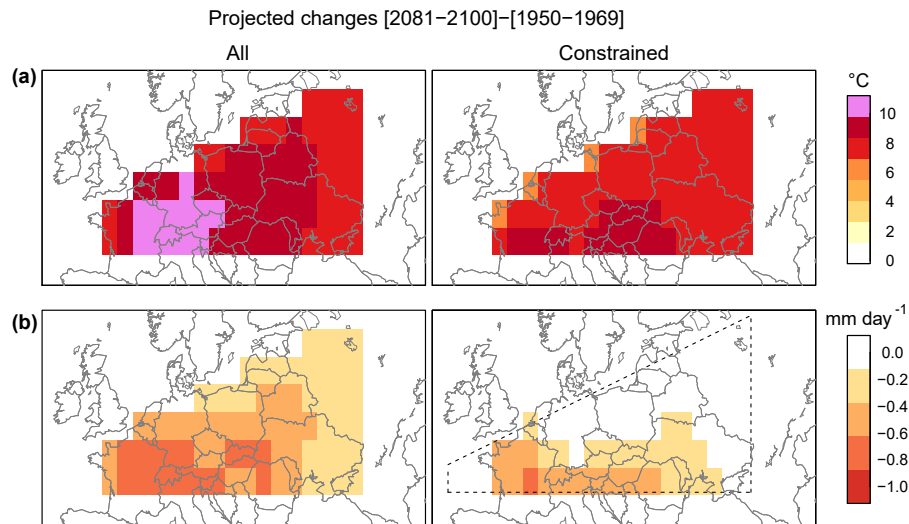 Projected changes [2081−2100]−[1950−1969]
All
Constrained
(a)
°C
10
8
6
4
2
0
(b)
mm day⁻¹
0.0
−0.2
−0.4
−0.6
−0.8
−1.0